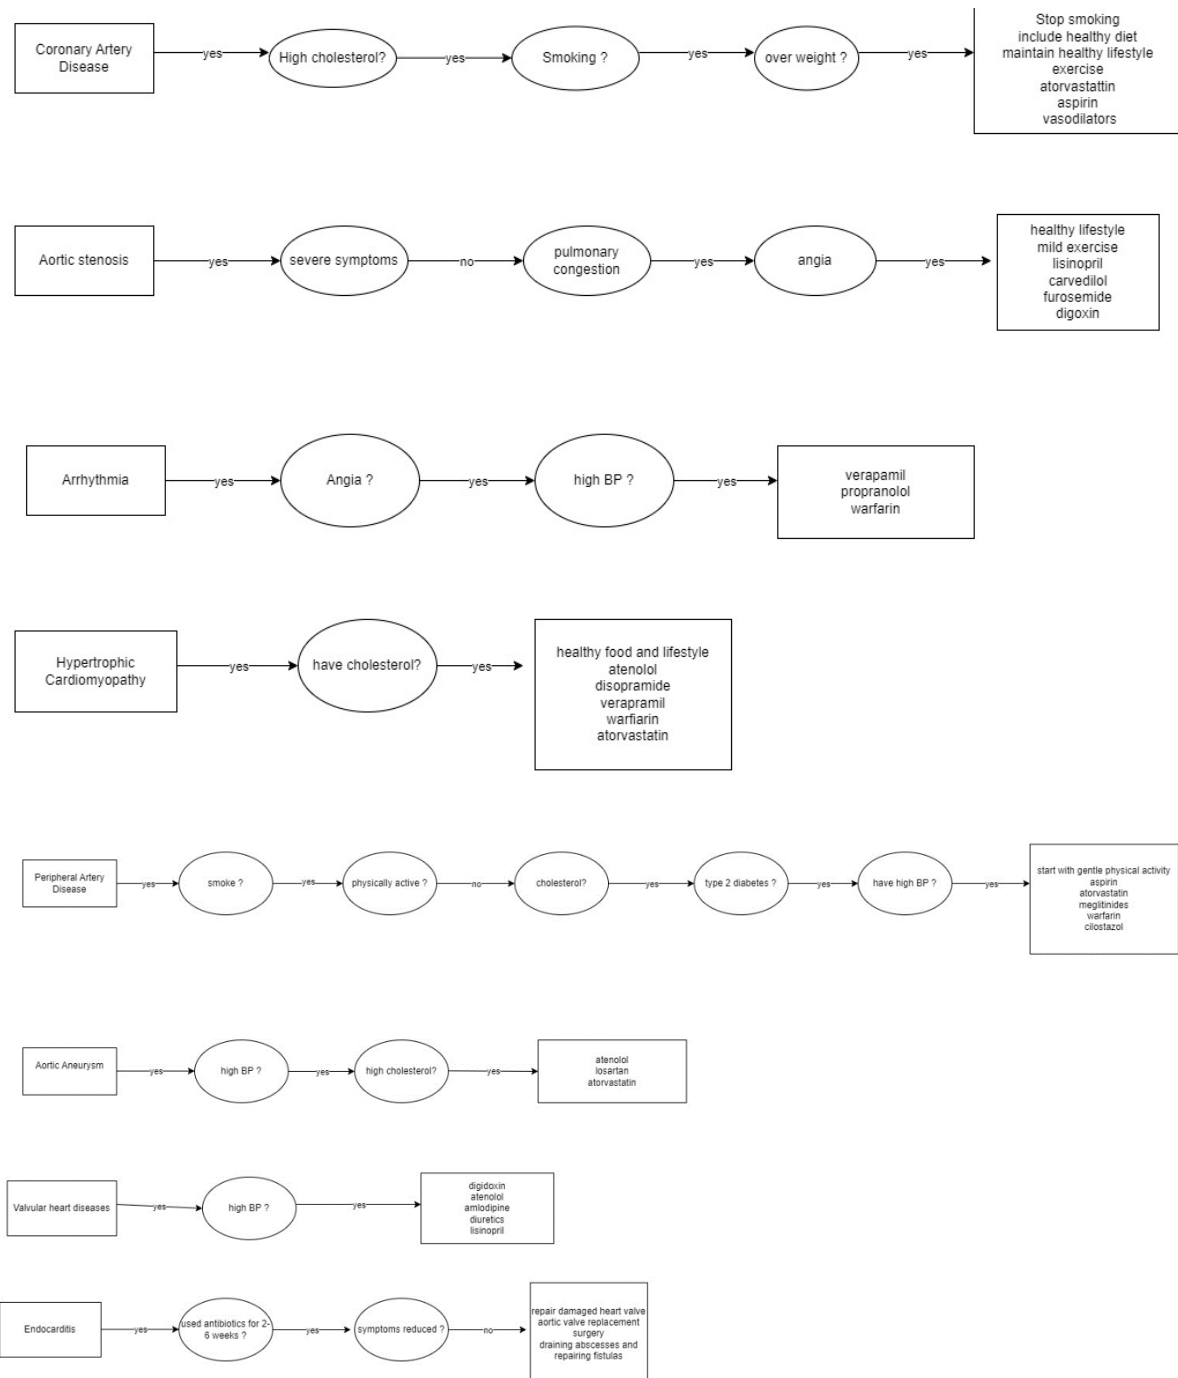 Coronary Artery
Disease
yes
High cholesterol?
yes
Smoking ?
yes
over weight ?
yes
Stop smoking
include healthy diet
maintain healthy lifestyle
exercise
atorvastattin
aspirin
vasodilators
Aortic stenosis
yes
severe symptoms
no
pulmonary
congestion
yes
angia
yes
healthy lifestyle
mild exercise
lisinopril
carvedilol
furosemide
digoxin
Arrhythmia
yes
Angia ?
yes
high BP ?
yes
verapamil
propranolol
warfarin
Hypertrophic
Cardiomyopathy
yes
have cholesterol?
yes
healthy food and lifestyle
atenolol
disopramide
verapramil
warfiarin
atorvastatin
Peripheral Artery
Disease
yes
smoke ?
yes
physically active ?
no
cholesterol?
yes
type 2 diabetes ?
yes
have high BP ?
yes
start with gentle physical activity
aspirin
atorvastatin
meglitinides
warfarin
cilostazol
Aortic Aneurysm
yes
high BP ?
yes
high cholesterol?
yes
atenolol
losartan
atorvastatin
Valvular heart diseases
yes
high BP ?
yes
digidoxin
atenolol
amlodipine
diuretics
lisinopril
Endocarditis
yes
used antibiotics for 2-
6 weeks ?
yes
symptoms reduced ?
no
repair damaged heart valve
aortic valve replacement
surgery
draining abscesses and
repairing fistulas